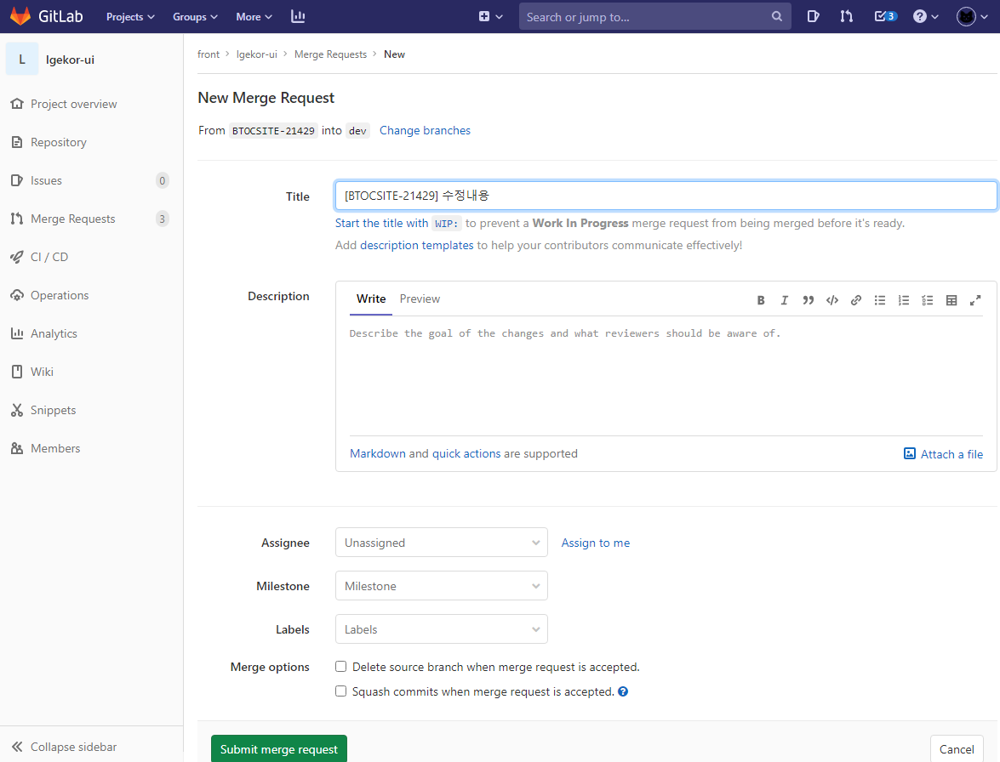 GitLab Projects Groups More Search or jump to... 3
L lgekor-ui
Project overview
Repository
Issues 0
Merge Requests 3
CI / CD
Operations
Analytics
Wiki
Snippets
Members
Collapse sidebar
front > lgekor-ui > Merge Requests > New
New Merge Request
From BTOCSITE-21429 into dev Change branches
Title [BTOCSITE-21429] 수정내용
Start the title with WIP: to prevent a Work In Progress merge request from being merged before it's ready.
Add description templates to help your contributors communicate effectively!
Description Write Preview
Describe the goal of the changes and what reviewers should be aware of.
Markdown and quick actions are supported Attach a file
Assignee Unassigned Assign to me
Milestone Milestone
Labels Labels
Merge options Delete source branch when merge request is accepted.
Squash commits when merge request is accepted.
Submit merge request Cancel